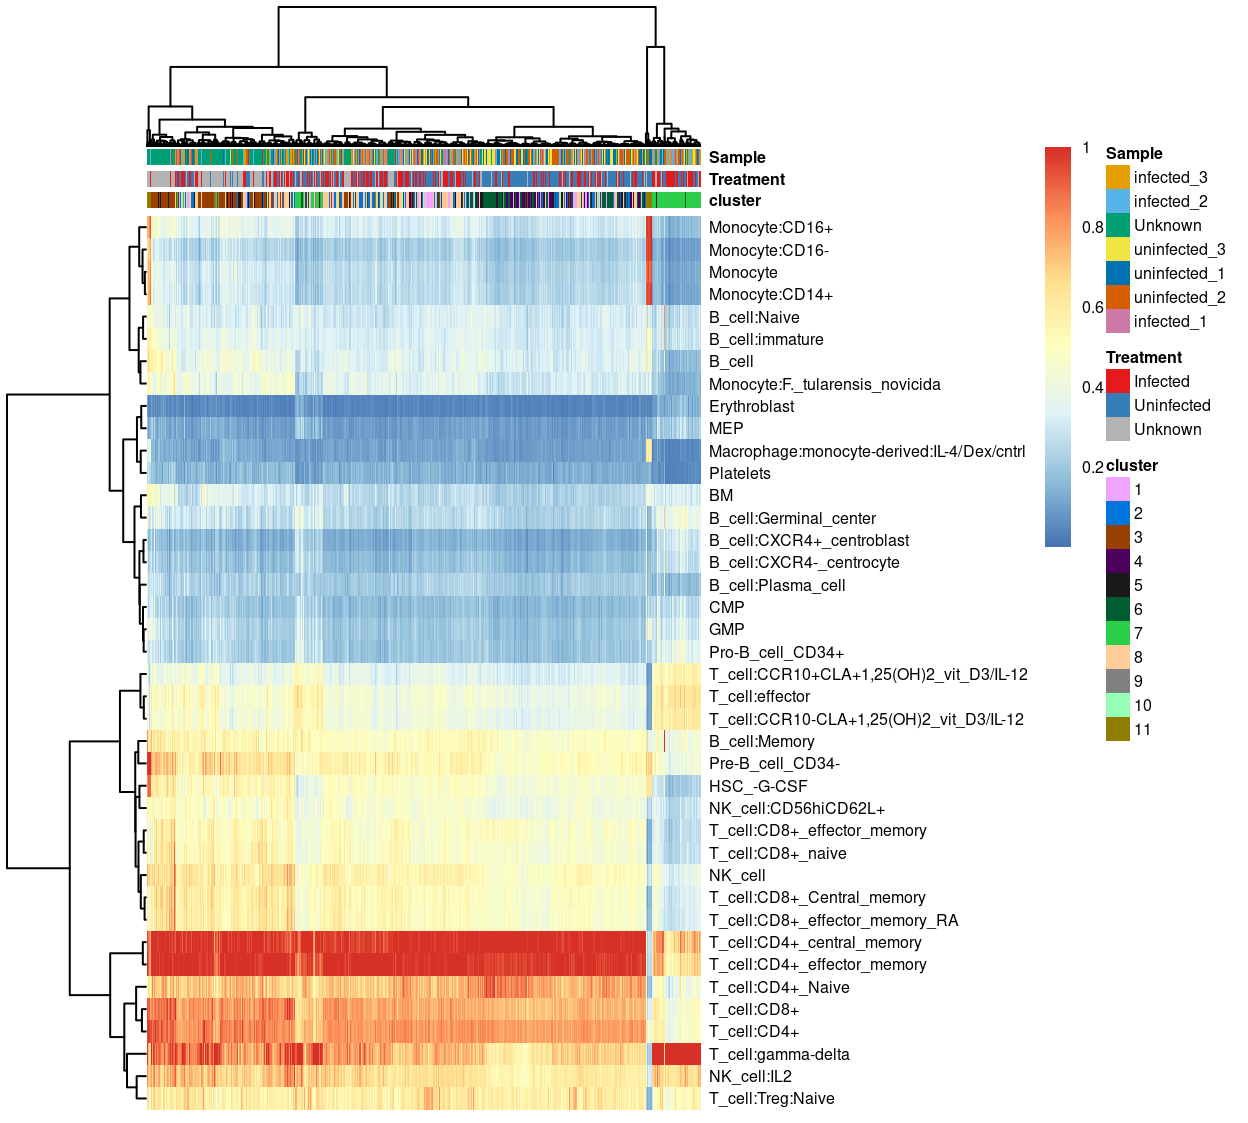 Sample
Treatment
cluster
Monocyte:CD16+
Monocyte:CD16-
Monocyte
Monocyte:CD14+
B_cell:Naive
B_cell:immature
B_cell
Monocyte:F._tularensis_novicida
Erythroblast
MEP
Macrophage:monocyte-derived:IL-4/Dex/cntrl
Platelets
BM
B_cell:Germinal_center
B_cell:CXCR4+_centroblast
B_cell:CXCR4-_centrocyte
B_cell:Plasma_cell
CMP
GMP
Pro-B_cell_CD34+
T_cell:CCR10+CLA+1,25(OH)2_vit_D3/IL-12
T_cell:effector
T_cell:CCR10-CLA+1,25(OH)2_vit_D3/IL-12
B_cell:Memory
Pre-B_cell_CD34-
HSC_-G-CSF
NK_cell:CD56hiCD62L+
T_cell:CD8+_effector_memory
T_cell:CD8+_naive
NK_cell
T_cell:CD8+_Central_memory
T_cell:CD8+_effector_memory_RA
T_cell:CD4+_central_memory
T_cell:CD4+_effector_memory
T_cell:CD4+_Naive
T_cell:CD8+
T_cell:CD4+
T_cell:gamma-delta
NK_cell:IL2
T_cell:Treg:Naive
1
0.8
0.6
0.4
0.2
Sample
infected_3
infected_2
Unknown
uninfected_3
uninfected_1
uninfected_2
infected_1
Treatment
Infected
Uninfected
Unknown
cluster
1
2
3
4
5
6
7
8
9
10
11